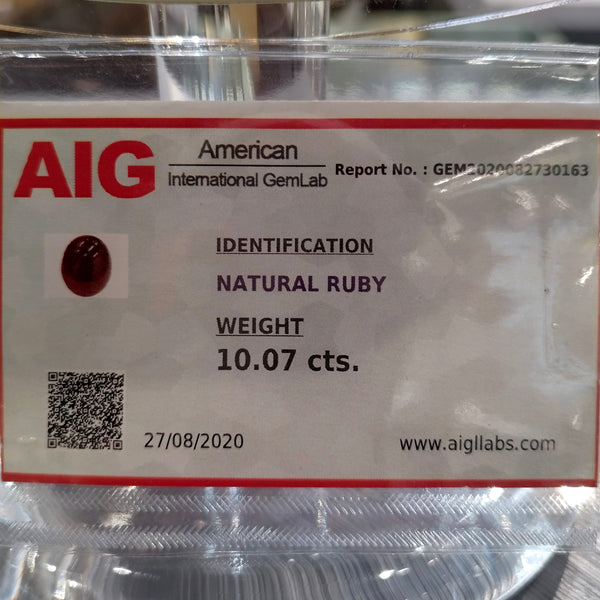 AIG
American
International GemLab
Report No. : GEM2020082730163
IDENTIFICATION
NATURAL RUBY
WEIGHT
10.07 cts.
27/08/2020
www.aigllabs.com